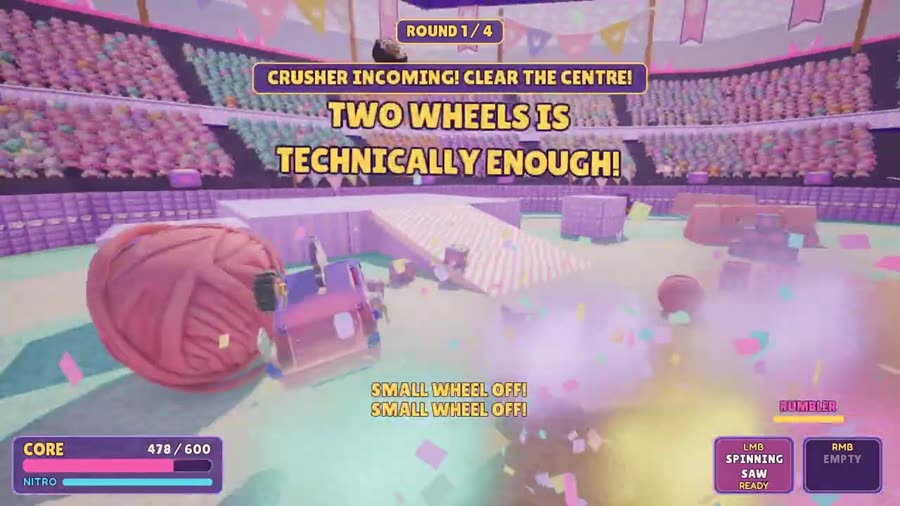 ROUND 1 / 4
CRUSHER INCOMING! CLEAR THE CENTRE!
TWO WHEELS IS
TECHNICALLY ENOUGH!
SMALL WHEEL OFF!
SMALL WHEEL OFF!
RUMBLER
CORE 478 / 600
NITRO
LMB
SPINNING
SAW
READY
RMB
EMPTY